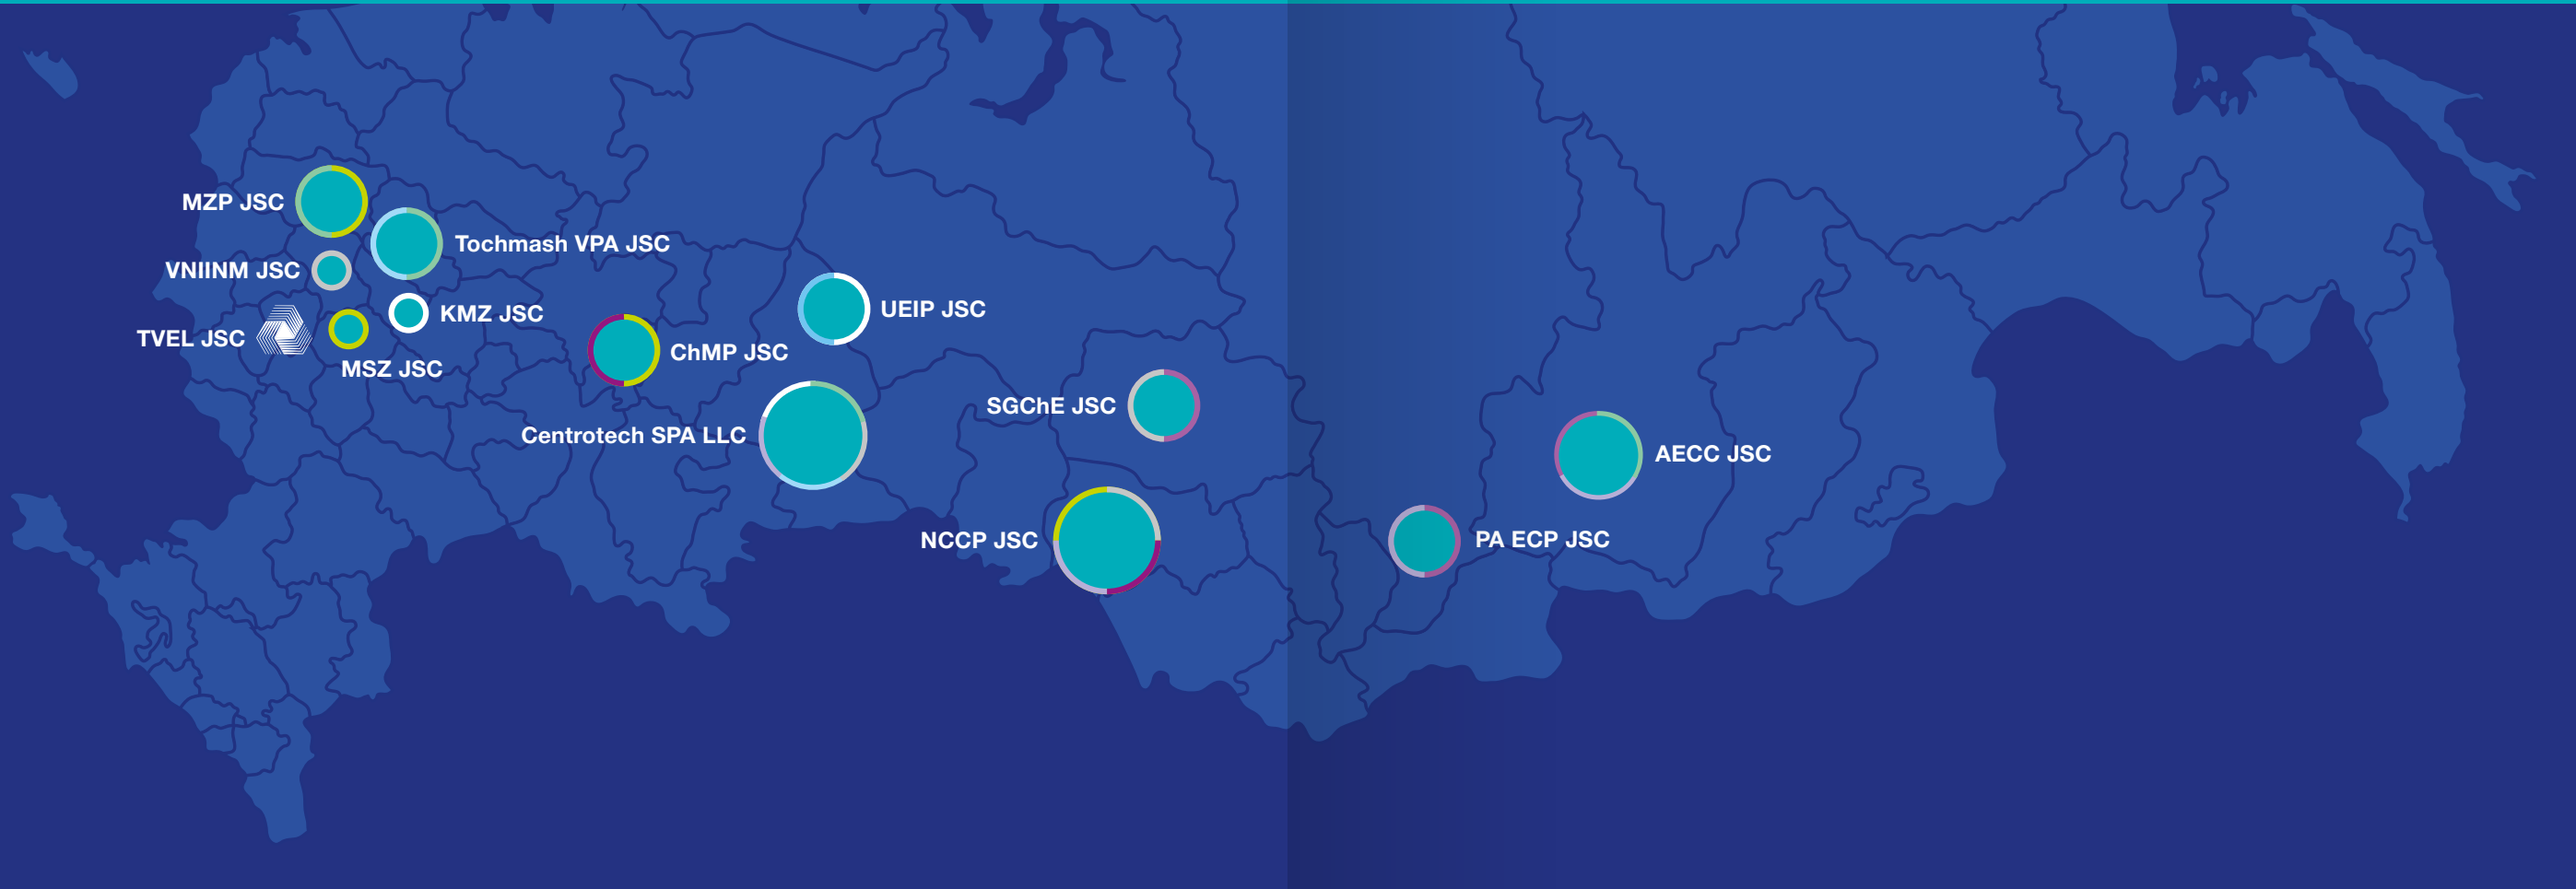 MZP JSC
Tochmash VPA JSC
VNIINM JSC
KMZ JSC
TVEL JSC
MSZ JSC
UEIP JSC
ChMP JSC
Centrotech SPA LLC
SGChE JSC
NCCP JSC
AECC JSC
PA ECP JSC